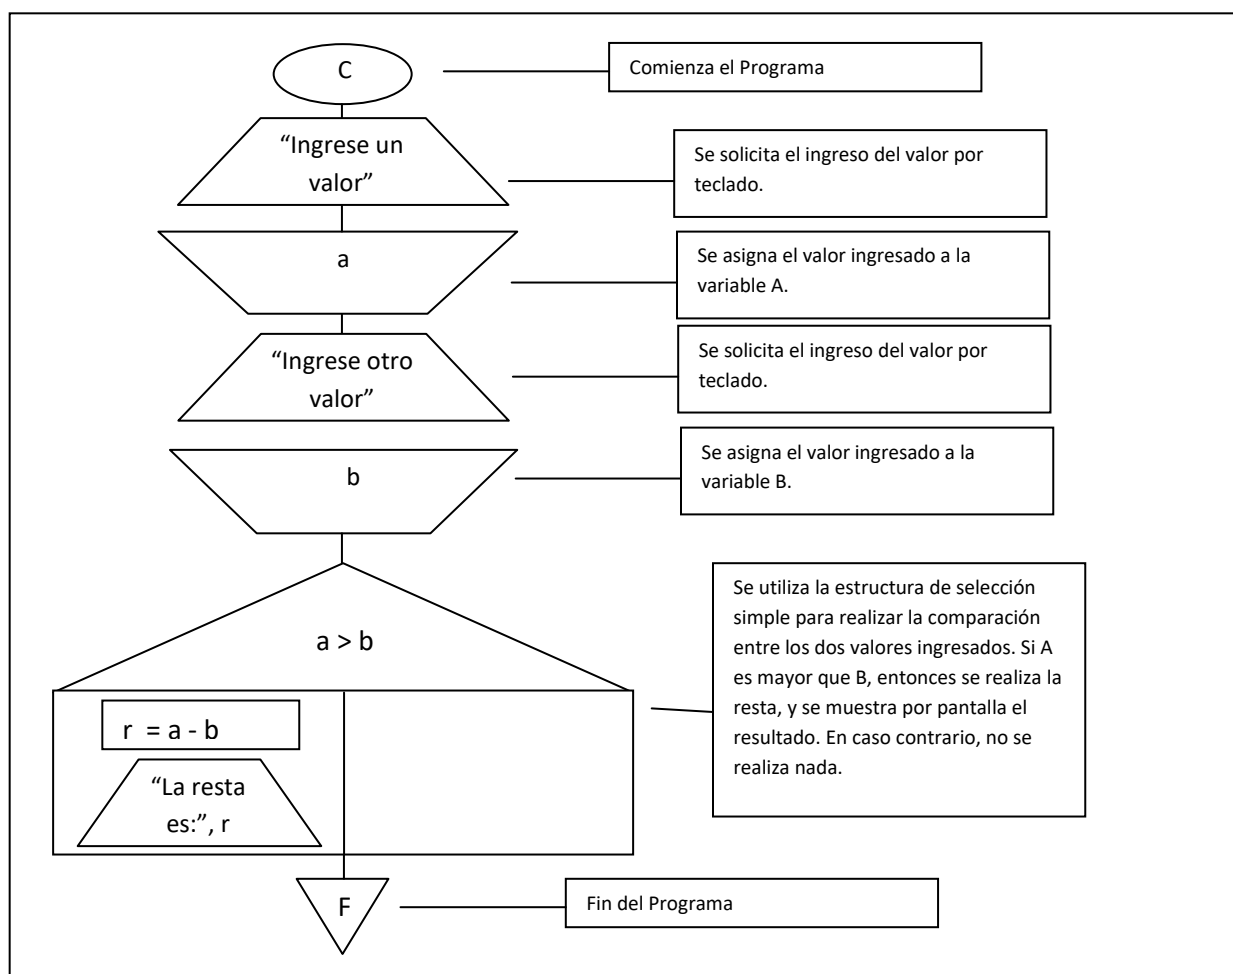 C
Comienza el Programa
“Ingrese un
valor”
Se solicita el ingreso del valor por
teclado.
a
Se asigna el valor ingresado a la
variable A.
“Ingrese otro
valor”
Se solicita el ingreso del valor por
teclado.
b
Se asigna el valor ingresado a la
variable B.
a > b
Se utiliza la estructura de selección
simple para realizar la comparación
entre los dos valores ingresados. Si A
es mayor que B, entonces se realiza la
resta, y se muestra por pantalla el
resultado. En caso contrario, no se
realiza nada.
r = a - b
“La resta
es:”, r
F
Fin del Programa